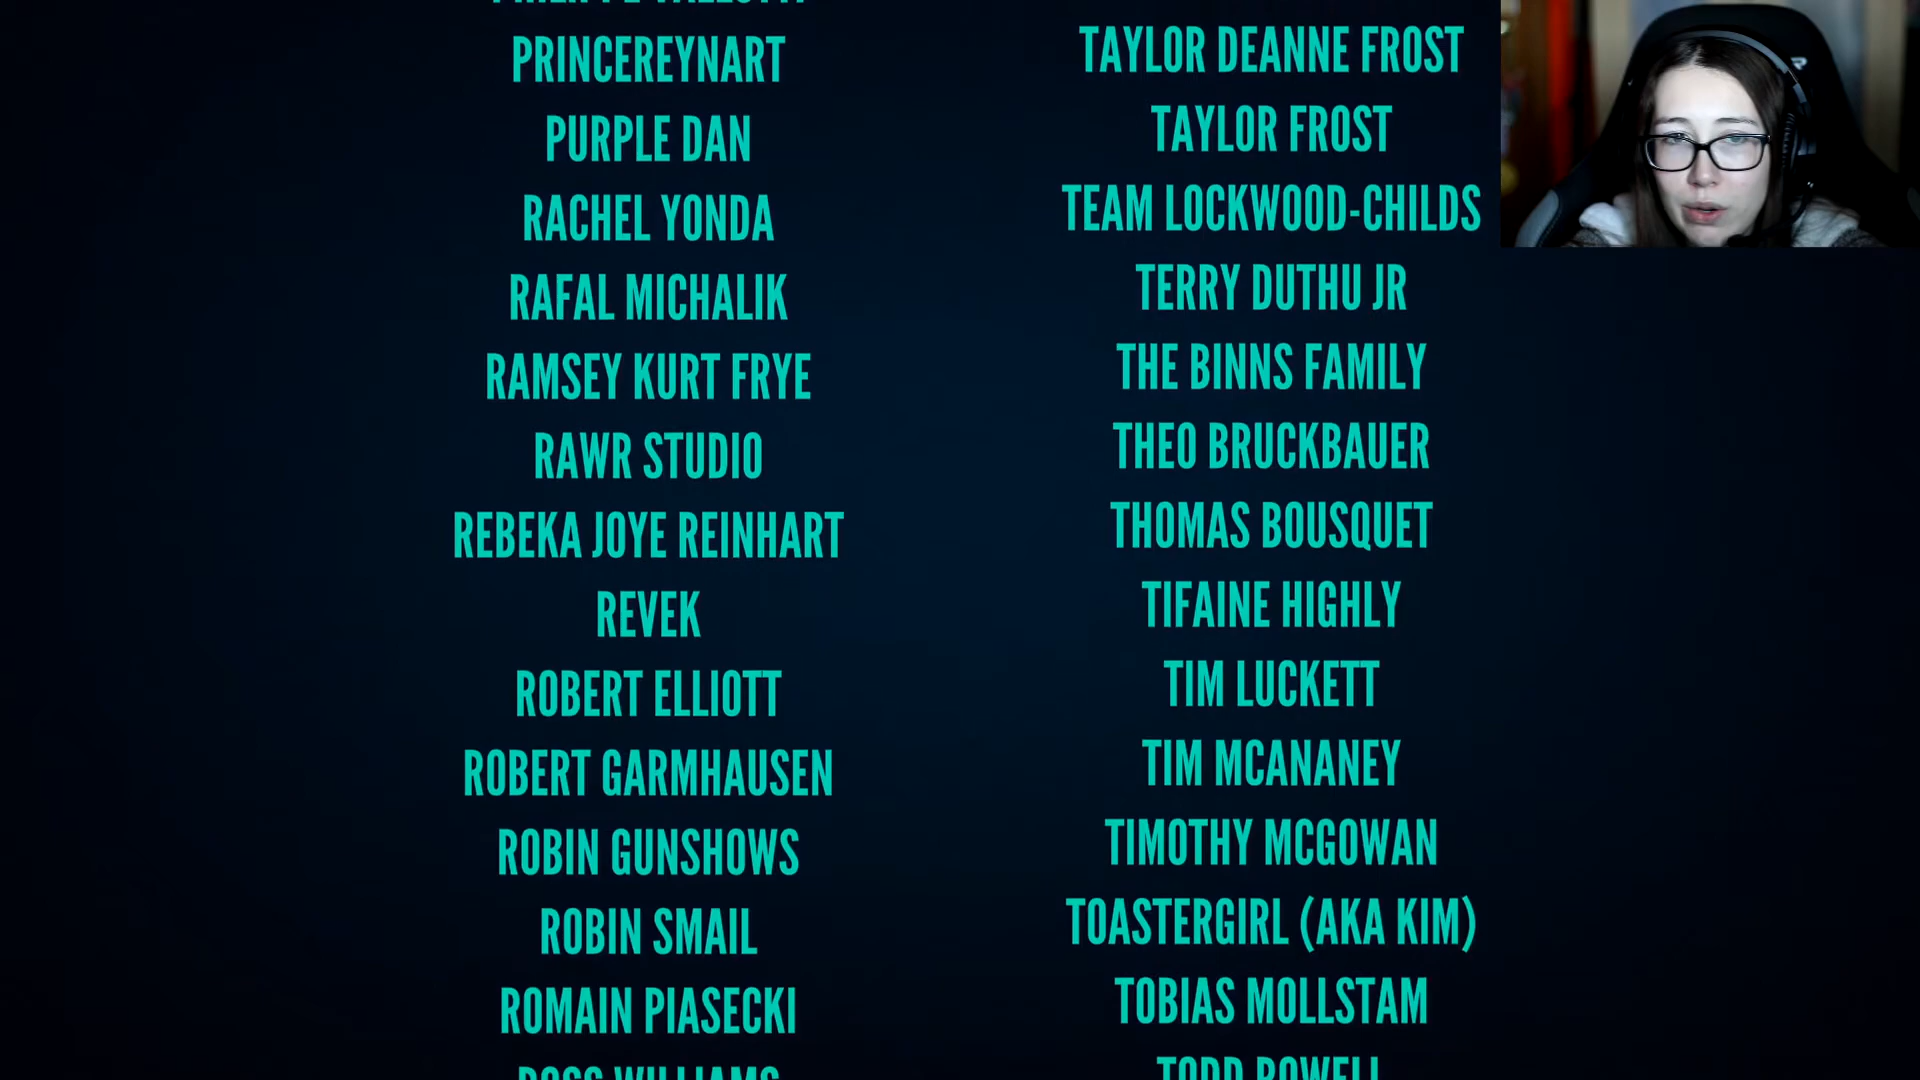 PRINCEREYNART
PURPLE DAN
RACHEL YONDA
RAFAL MICHALIK
RAMSEY KURT FRYE
RAWR STUDIO
REBEKA JOYE REINHART
REVEK
ROBERT ELLIOTT
ROBERT GARMHAUSEN
ROBIN GUNSHOWS
ROBIN SMAIL
ROMAIN PIASECKI
ROSS WILLIAMS
TAYLOR DEANNE FROST
TAYLOR FROST
TEAM LOCKWOOD-CHILDS
TERRY DUTHU JR
THE BINNS FAMILY
THEO BRUCKBAUER
THOMAS BOUSQUET
TIFAINE HIGHLY
TIM LUCKETT
TIM MCANANEY
TIMOTHY MCGOWAN
TOASTERGIRL (AKA KIM)
TOBIAS MOLLSTAM
TODD